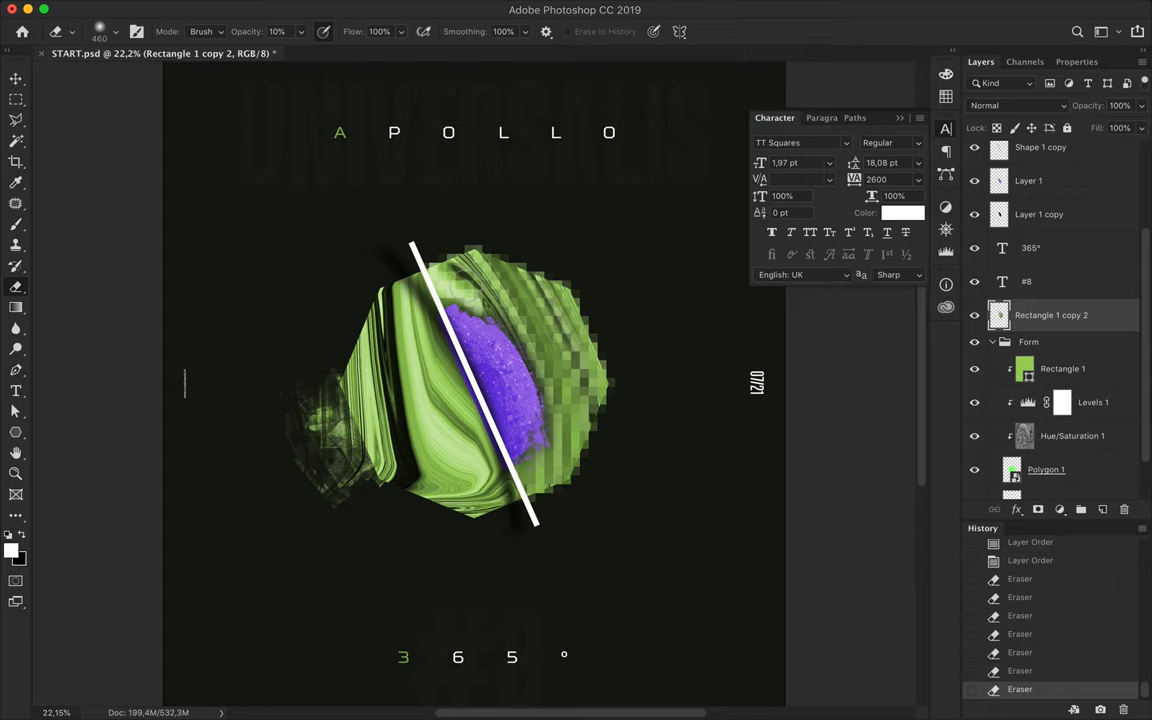 Adobe Photoshop CC 2019
460
Mode: Brush
Opacity: 10%
Flow: 100%
Smoothing: 100%
Erase to History
START.psd @ 22,2% (Rectangle 1 copy 2, RGB/8) *
UNIVERSALIS
A P O L L O
07/21
#8
3 6 5 °
Character
Paragra
Paths
TT Squares
Regular
1,97 pt
18,08 pt
2600
100%
100%
0 pt
Color:
English: UK
Sharp
Layers
Channels
Properties
Kind
Normal
Opacity: 100%
Lock:
Fill: 100%
Shape 1 copy
Layer 1
Layer 1 copy
365°
#8
Rectangle 1 copy 2
Form
Rectangle 1
Levels 1
Hue/Saturation 1
Polygon 1
History
Layer Order
Layer Order
Eraser
Eraser
Eraser
Eraser
Eraser
Eraser
Eraser
22,15%
Doc: 199,4M/532,3M